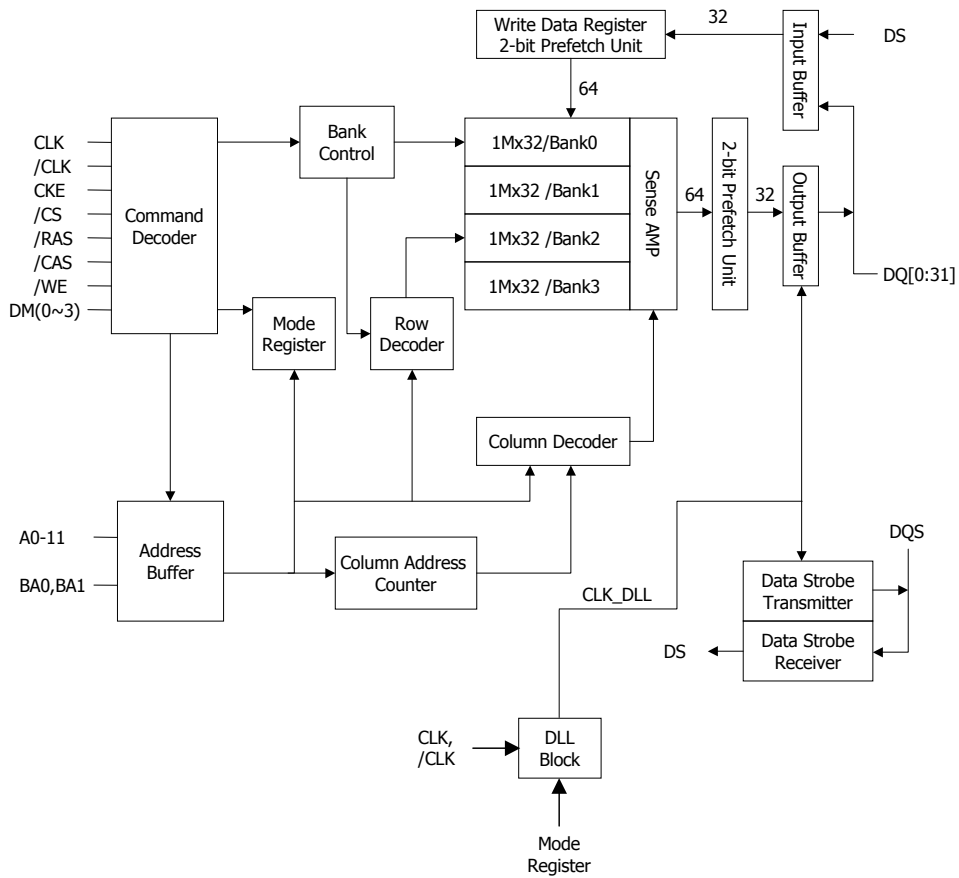 Write Data Register
2-bit Prefetch Unit
32
Input Buffer
DS
64
CLK
/CLK
CKE
/CS
/RAS
/CAS
/WE
DM(0~3)
Command
Decoder
Bank
Control
1Mx32/Bank0
1Mx32 /Bank1
1Mx32 /Bank2
1Mx32 /Bank3
Sense AMP
64
2-bit Prefetch Unit
32
Output Buffer
DQ[0:31]
Mode
Register
Row
Decoder
Column Decoder
A0-11
BA0,BA1
Address
Buffer
Column Address
Counter
CLK_DLL
DQS
Data Strobe
Transmitter
Data Strobe
Receiver
DS
CLK,
/CLK
DLL
Block
Mode
Register